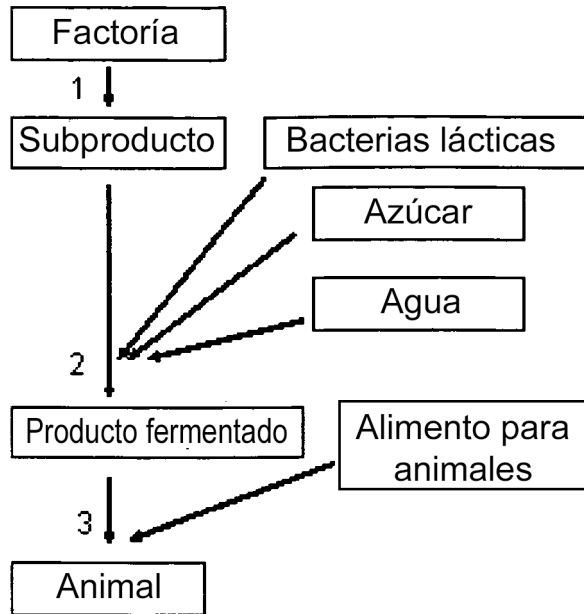 Factoría
1
Subproducto
Bacterias lácticas
Azúcar
Agua
2
Producto fermentado
Alimento para
animales
3
Animal